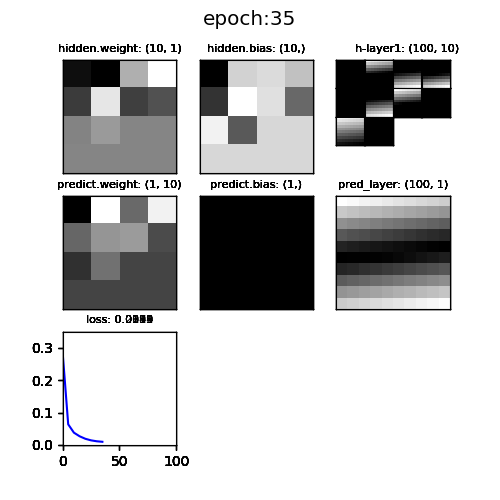 epoch:35
hidden.weight: (10, 1) hidden.bias: (10,) h-layer1: (100, 10)
predict.weight: (1, 10) predict.bias: (1,) pred_layer: (100, 1)
loss:
0.3
0.2
0.1
0.0
0 50 100